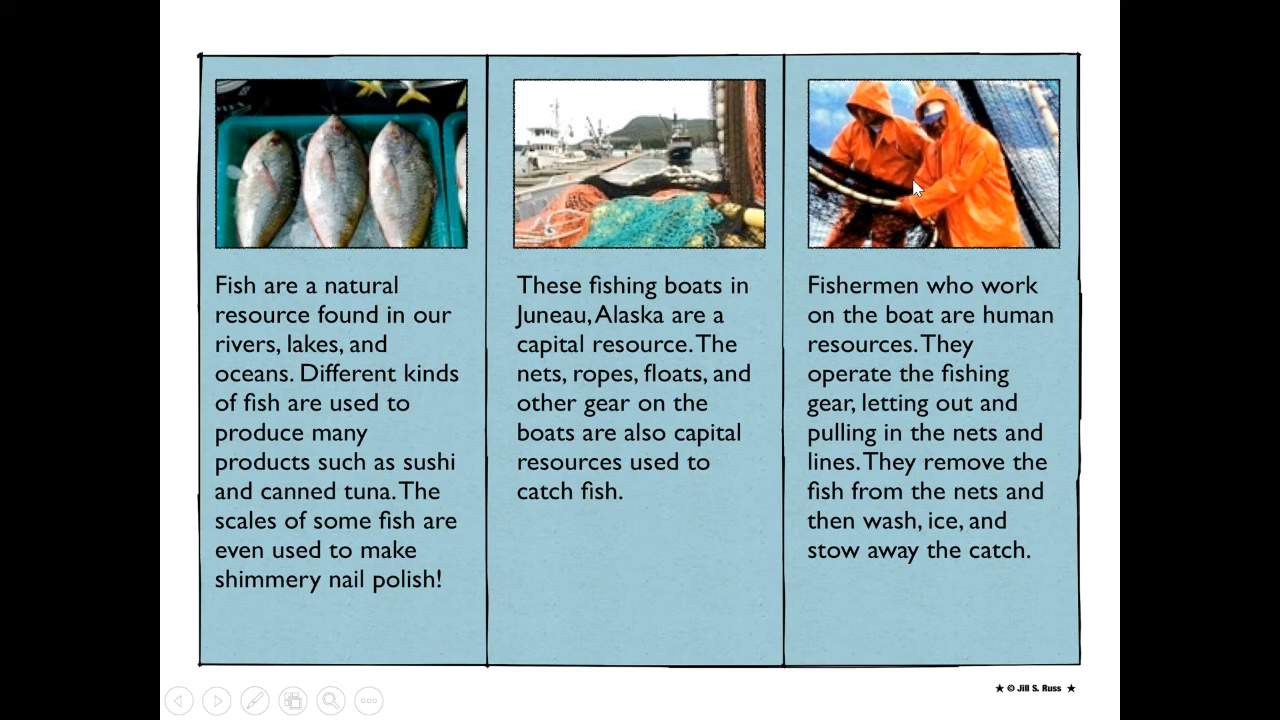 Fish are a natural
resource found in our
rivers, lakes, and
oceans. Different kinds
of fish are used to
produce many
products such as sushi
and canned tuna. The
scales of some fish are
even used to make
shimmery nail polish!
These fishing boats in
Juneau, Alaska are a
capital resource. The
nets, ropes, floats, and
other gear on the
boats are also capital
resources used to
catch fish.
Fishermen who work
on the boat are human
resources. They
operate the fishing
gear, letting out and
pulling in the nets and
lines. They remove the
fish from the nets and
then wash, ice, and
stow away the catch.
★ © Jill S. Russ ★